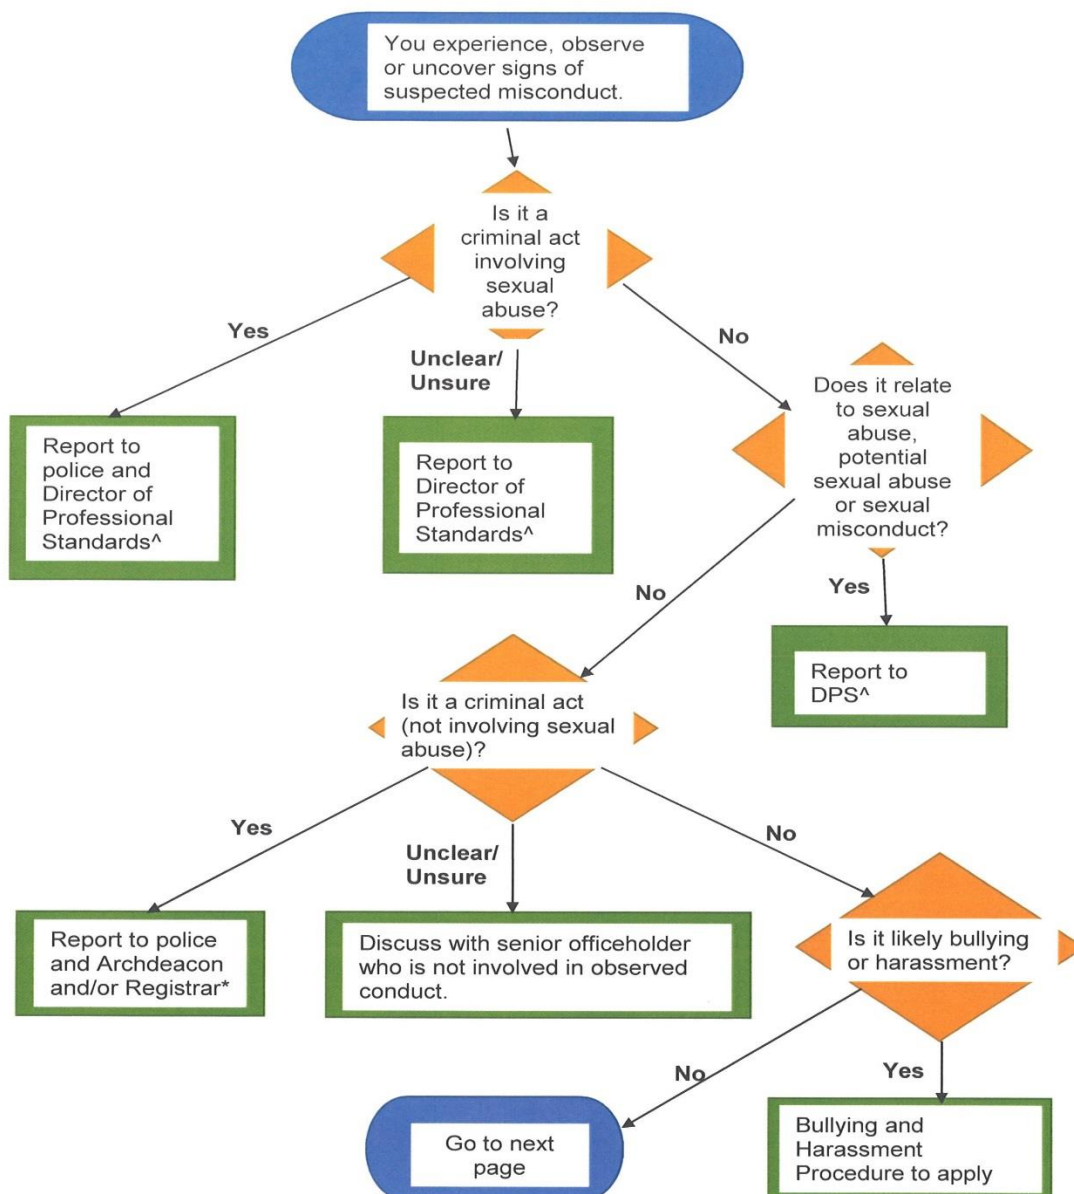 You experience, observe
or uncover signs of
suspected misconduct.
Is it a
criminal act
involving
sexual
abuse?
Yes
Unclear/
Unsure
No
Does it relate
to sexual
abuse,
potential
sexual abuse
or sexual
misconduct?
Report to
police and
Director of
Professional
Standards^
Report to
Director of
Professional
Standards^
No
Yes
Report to
DPS^
Is it a criminal act
(not involving sexual
abuse)?
Yes
Unclear/
Unsure
No
Report to police
and Archdeacon
and/or Registrar*
Discuss with senior officeholder
who is not involved in observed
conduct.
Is it likely bullying
or harassment?
No
Yes
Go to next
page
Bullying and
Harassment
Procedure to apply